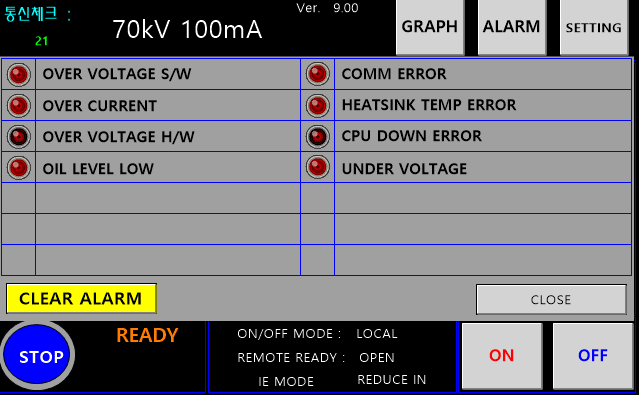 통신체크 :
21
70kV 100mA
Ver. 9.00
GRAPH
ALARM
SETTING
OVER VOLTAGE S/W
COMM ERROR
OVER CURRENT
HEATSINK TEMP ERROR
OVER VOLTAGE H/W
CPU DOWN ERROR
OIL LEVEL LOW
UNDER VOLTAGE
CLEAR ALARM
CLOSE
STOP
READY
ON/OFF MODE : LOCAL
REMOTE READY : OPEN
IE MODE REDUCE IN
ON
OFF